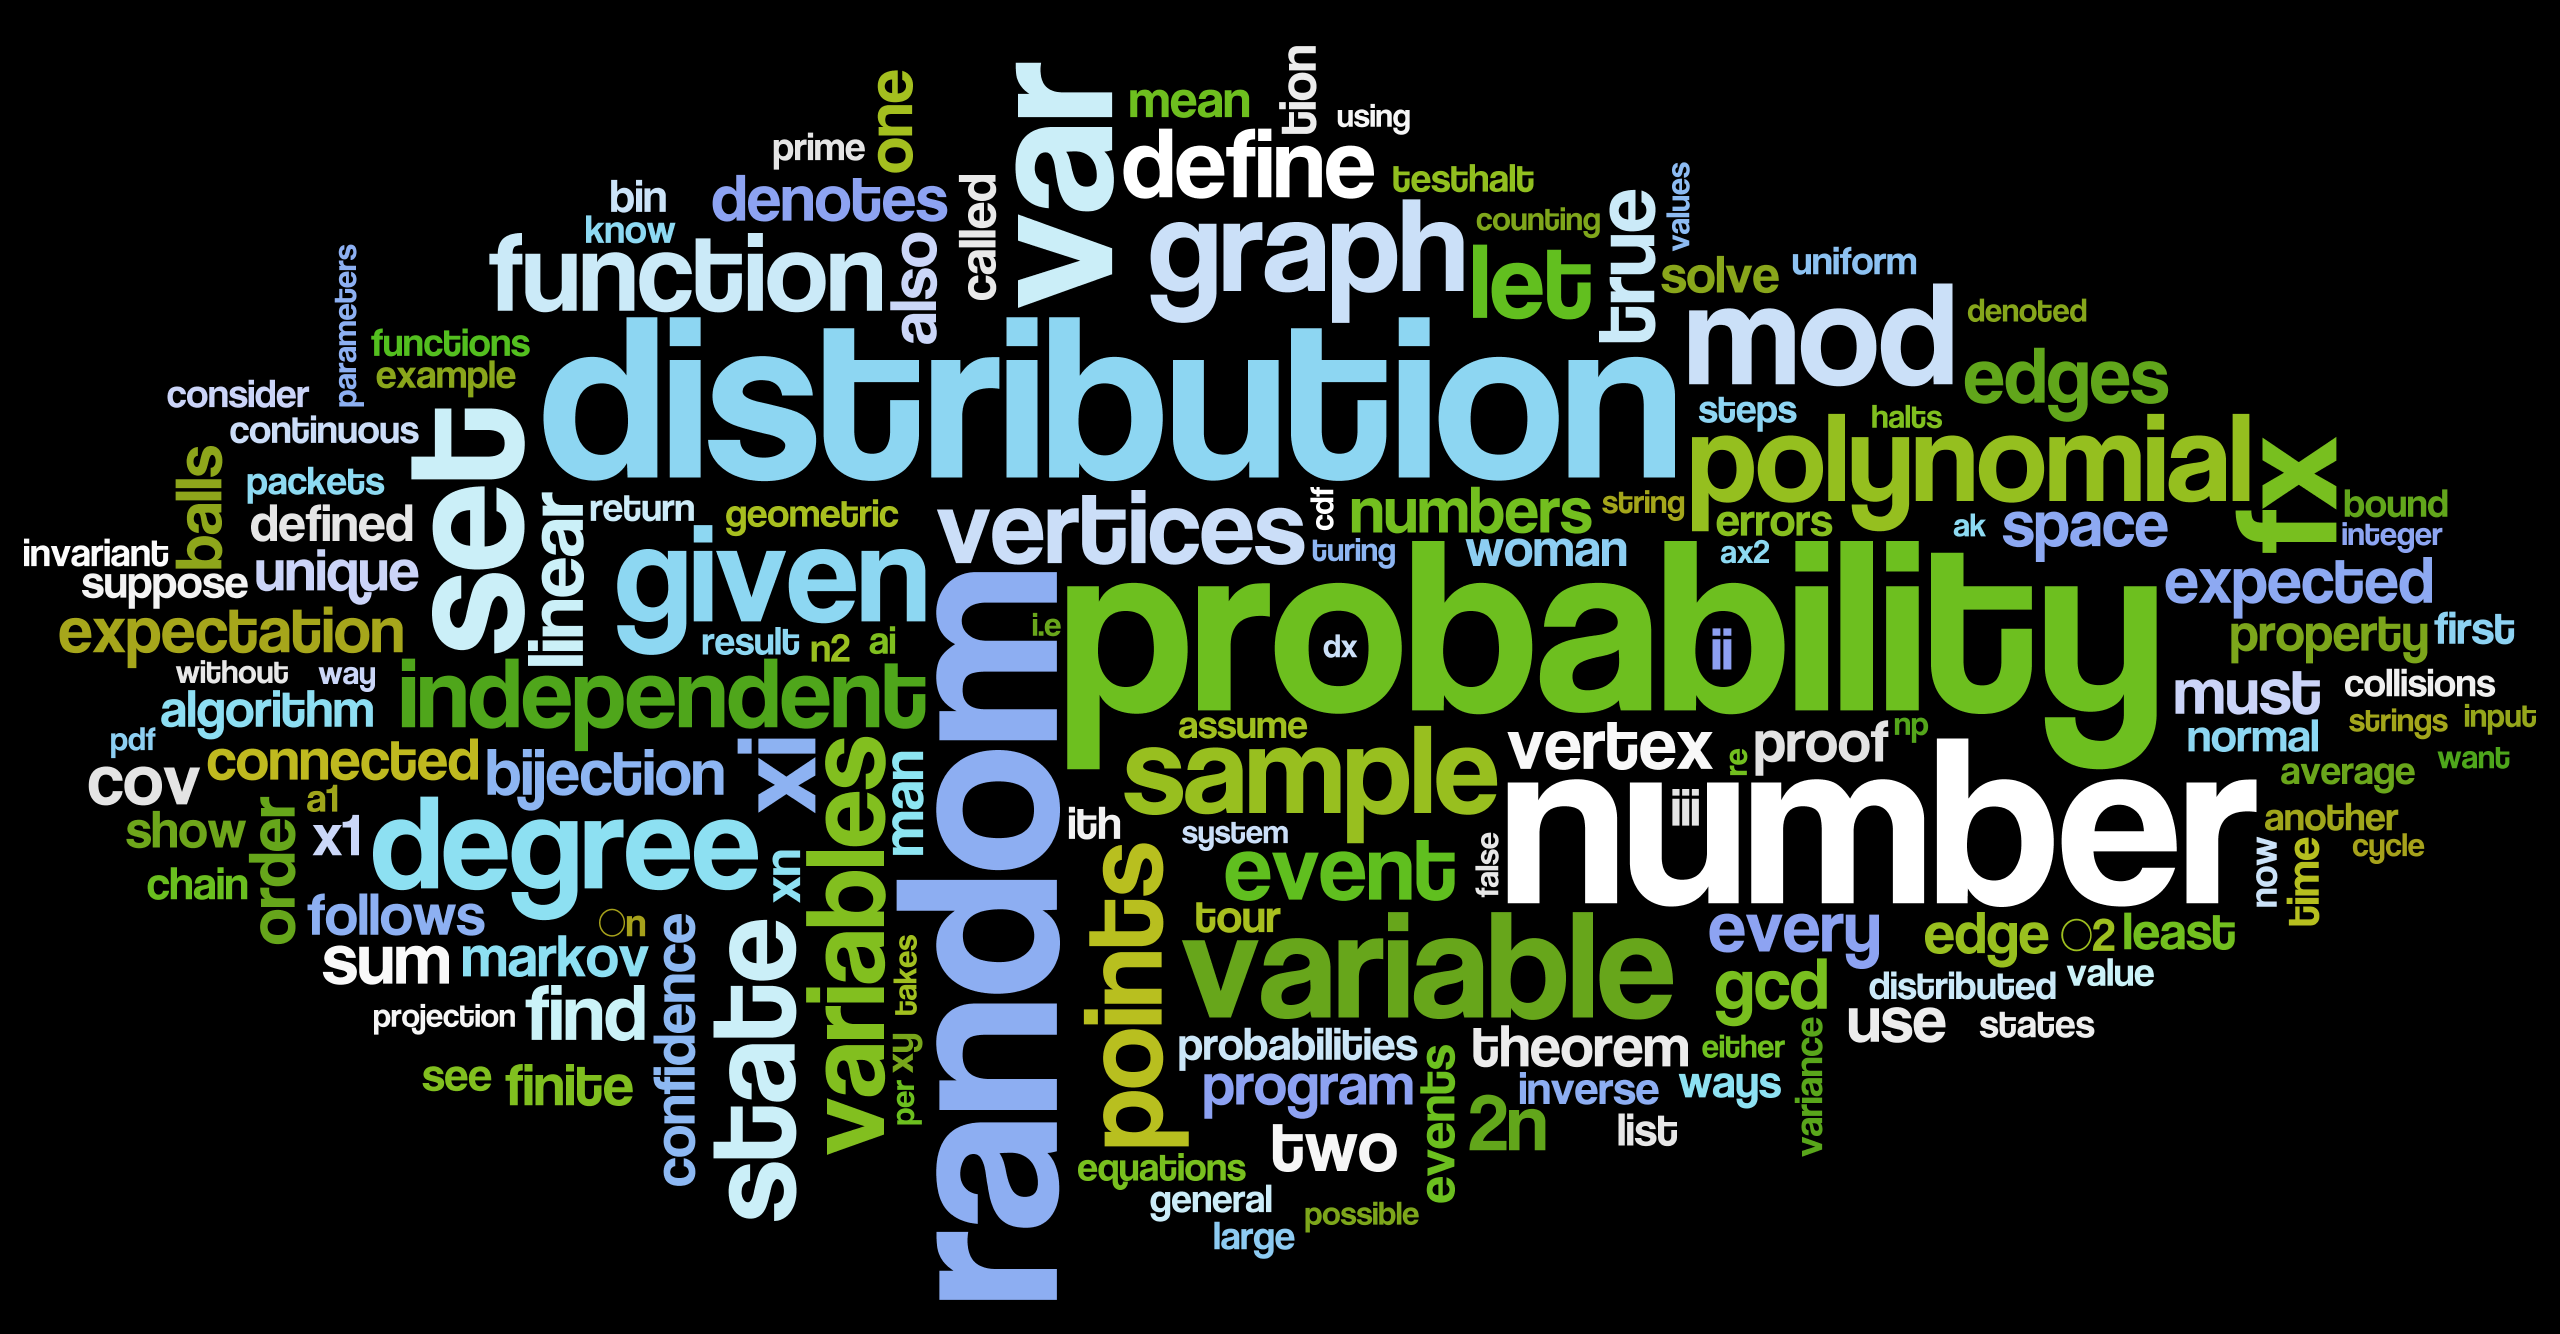 var
mean
tion
using
one
prime
define
bin
denotes
called
testhalt
know
graph
counting
values
function
also
let
true
solve
uniform
parameters
functions
example
distribution
mod
denoted
consider
edges
continuous
set
steps
halts
balls
packets
polynomial
fx
defined
linear
return
geometric
vertices
cdf
numbers
string
errors
ak
space
bound
integer
invariant
suppose
unique
given
turing
woman
ax2
expectation
result
n2
ai
random
i.e
probability
dx
ii
expected
property
first
without
way
algorithm
independent
must
collisions
strings
input
pdf
cov
connected
bijection
xi
variables
man
assume
sample
vertex
re
proof
np
normal
average
want
show
a1
order
x1
degree
xn
ith
system
event
false
number
iii
another
cycle
now
time
chain
follows
◯n
points
tour
variable
every
edge
◯2
least
sum
markov
confidence
state
takes
gcd
distributed
value
projection
find
xy
per
probabilities
theorem
either
variance
use
states
see
finite
program
events
inverse
ways
2n
list
two
equations
general
possible
large